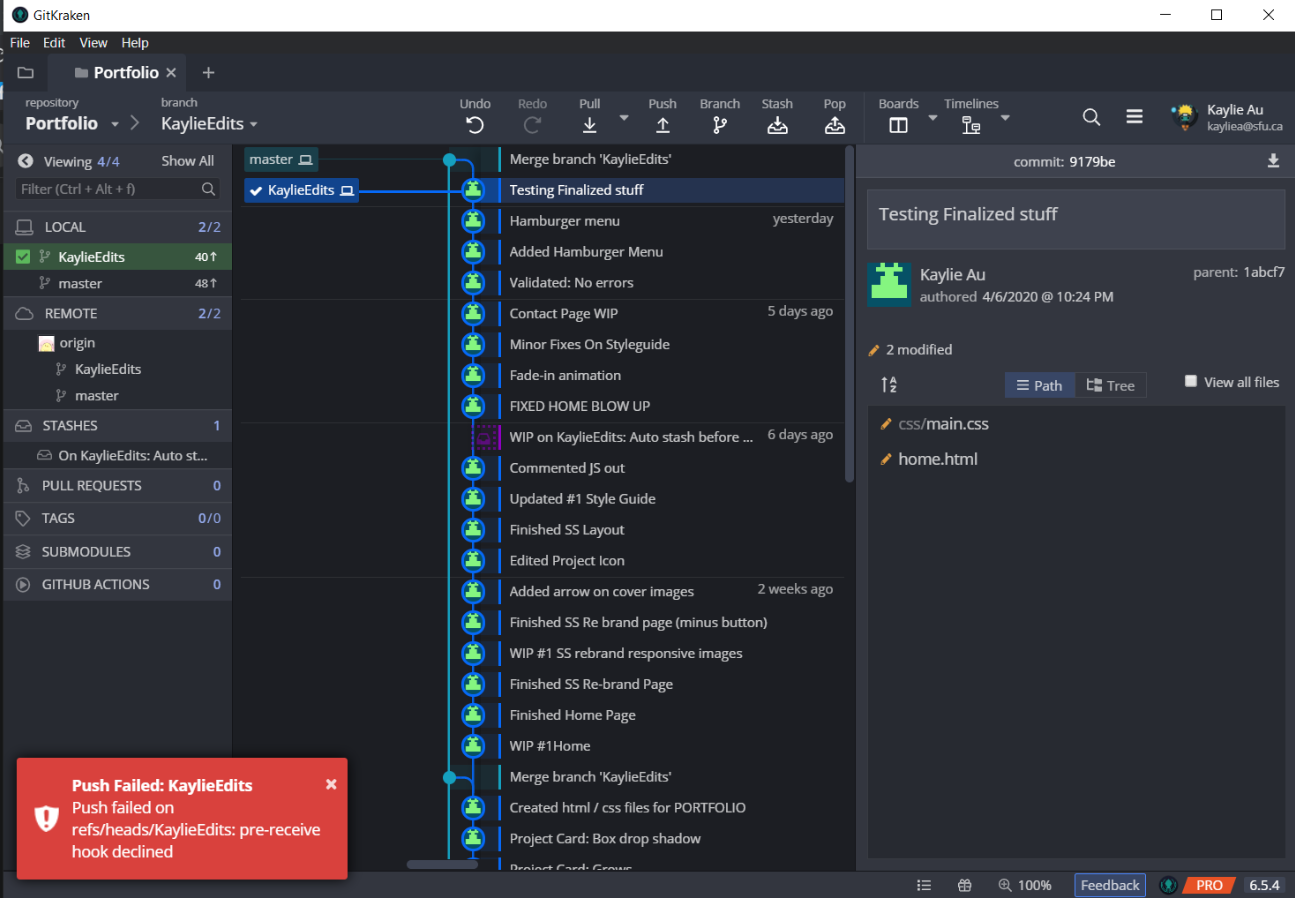 GitKraken
File Edit View Help
Portfolio
repository
Portfolio
branch
KaylieEdits
Undo
Redo
Pull
Push
Branch
Stash
Pop
Boards
Timelines
Kaylie Au
kayliea@sfu.ca
Viewing 4/4 Show All
Filter (Ctrl + Alt + f)
LOCAL 2/2
KaylieEdits 40
master 48
REMOTE 2/2
origin
KaylieEdits
master
STASHES 1
On KaylieEdits: Auto st...
PULL REQUESTS 0
TAGS 0/0
SUBMODULES 0
GITHUB ACTIONS 0
master Merge branch 'KaylieEdits'
KaylieEdits Testing Finalized stuff
Hamburger menu yesterday
Added Hamburger Menu
Validated: No errors
Contact Page WIP 5 days ago
Minor Fixes On Styleguide
Fade-in animation
FIXED HOME BLOW UP
WIP on KaylieEdits: Auto stash before ... 6 days ago
Commented JS out
Updated #1 Style Guide
Finished SS Layout
Edited Project Icon
Added arrow on cover images 2 weeks ago
Finished SS Re brand page (minus button)
WIP #1 SS rebrand responsive images
Finished SS Re-brand Page
Finished Home Page
WIP #1Home
Merge branch 'KaylieEdits'
Created html / css files for PORTFOLIO
Project Card: Box drop shadow
Project Card: Grows
commit: 9179be
Testing Finalized stuff
Kaylie Au
authored 4/6/2020 @ 10:24 PM
parent: 1abcf7
2 modified
Path Tree View all files
css/main.css
home.html
Push Failed: KaylieEdits
Push failed on
refs/heads/KaylieEdits: pre-receive
hook declined
100% Feedback PRO 6.5.4